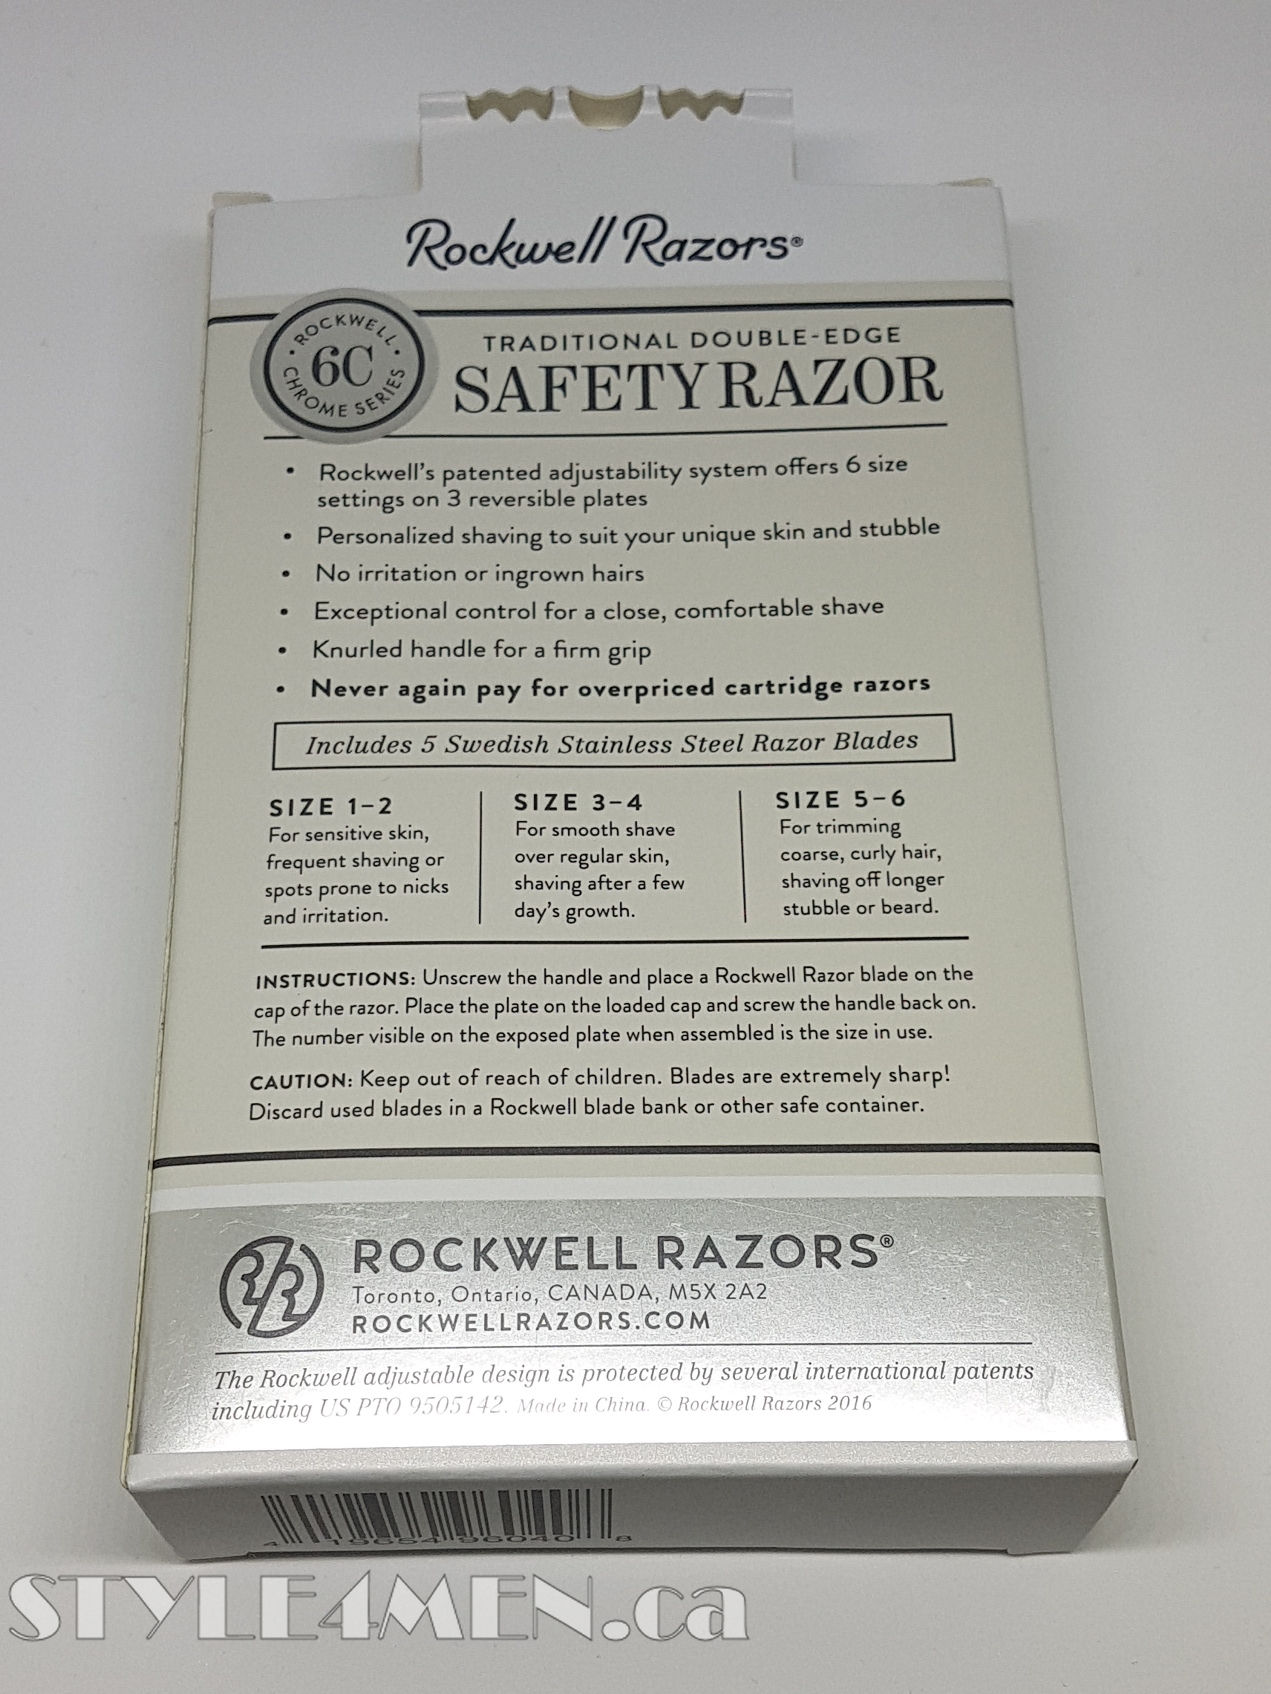 Rockwell Razors®
ROCKWELL
6C
CHROME SERIES
TRADITIONAL DOUBLE-EDGE
SAFETY RAZOR
• Rockwell's patented adjustability system offers 6 size
settings on 3 reversible plates
• Personalized shaving to suit your unique skin and stubble
• No irritation or ingrown hairs
• Exceptional control for a close, comfortable shave
• Knurled handle for a firm grip
• Never again pay for overpriced cartridge razors
Includes 5 Swedish Stainless Steel Razor Blades
SIZE 1–2
For sensitive skin,
frequent shaving or
spots prone to nicks
and irritation.
SIZE 3–4
For smooth shave
over regular skin,
shaving after a few
day's growth.
SIZE 5–6
For trimming
coarse, curly hair,
shaving off longer
stubble or beard.
INSTRUCTIONS: Unscrew the handle and place a Rockwell Razor blade on the
cap of the razor. Place the plate on the loaded cap and screw the handle back on.
The number visible on the exposed plate when assembled is the size in use.
CAUTION: Keep out of reach of children. Blades are extremely sharp!
Discard used blades in a Rockwell blade bank or other safe container.
ROCKWELL RAZORS®
Toronto, Ontario, CANADA, M5X 2A2
ROCKWELLRAZORS.COM
The Rockwell adjustable design is protected by several international patents
including US PTO 9505142. Made in China. © Rockwell Razors 2016
STYLE4MEN.ca